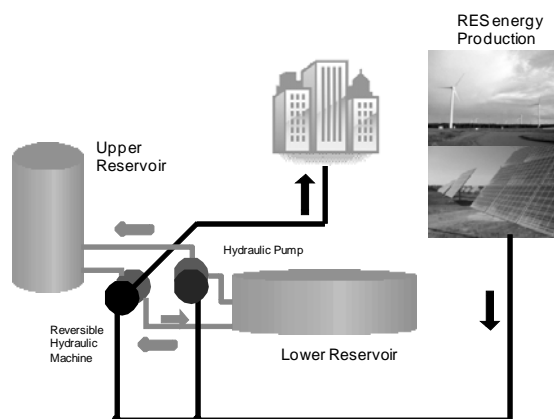 RES energy
Production
Upper
Reservoir
Hydraulic Pump
Reversible
Hydraulic
Machine
Lower Reservoir